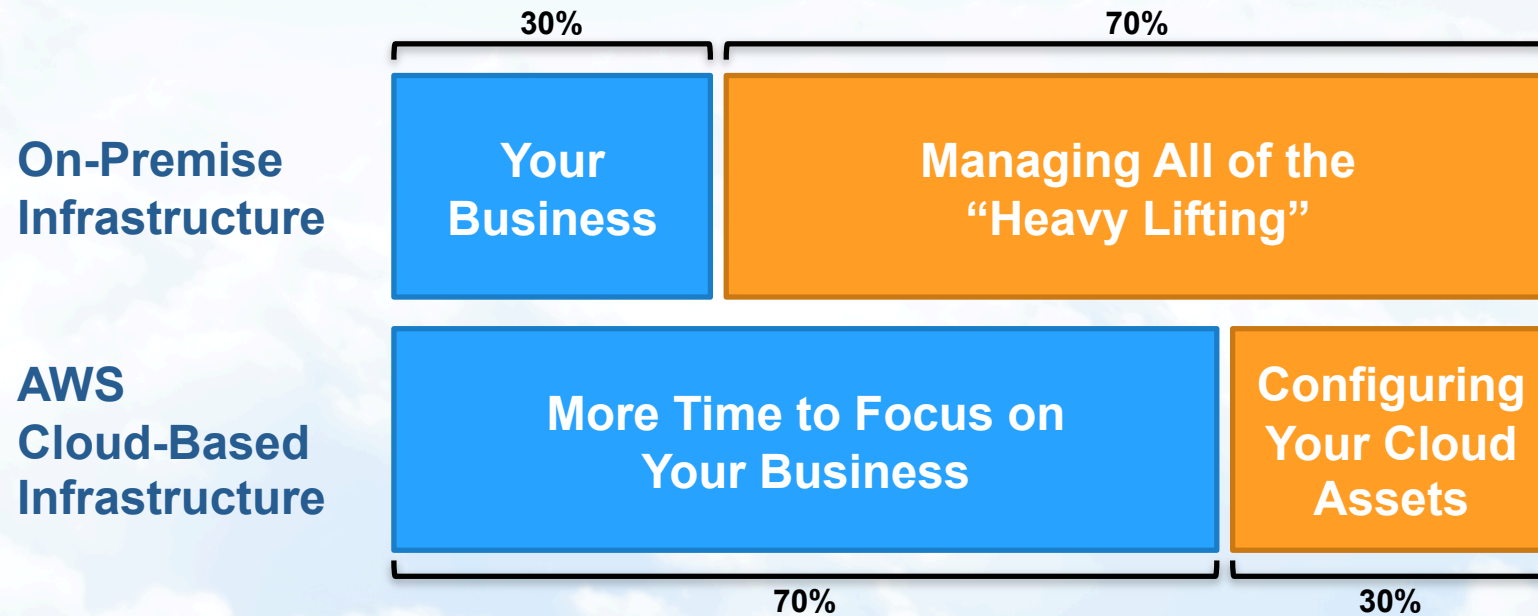 30%
70%
On-Premise
Infrastructure
Your
Business
Managing All of the
“Heavy Lifting”
AWS
Cloud-Based
Infrastructure
More Time to Focus on
Your Business
Configuring
Your Cloud
Assets
70%
30%